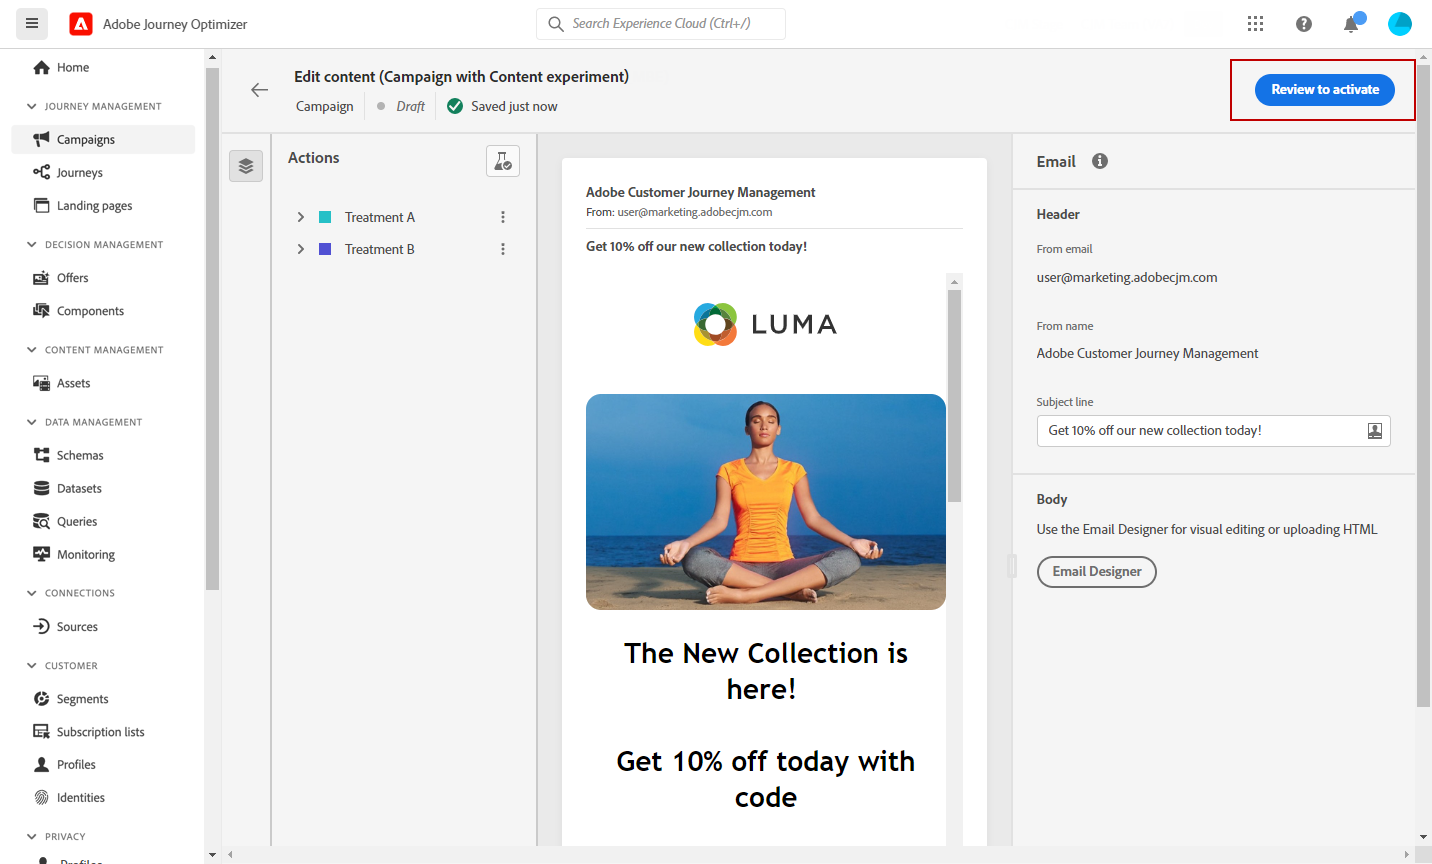 Adobe Journey Optimizer
Search Experience Cloud (Ctrl+/)
Home
JOURNEY MANAGEMENT
Campaigns
Journeys
Landing pages
DECISION MANAGEMENT
Offers
Components
CONTENT MANAGEMENT
Assets
DATA MANAGEMENT
Schemas
Datasets
Queries
Monitoring
CONNECTIONS
Sources
CUSTOMER
Segments
Subscription lists
Profiles
Identities
PRIVACY
Profiles
Edit content (Campaign with Content experiment)
Campaign
Draft
Saved just now
Review to activate
Actions
Treatment A
Treatment B
Adobe Customer Journey Management
From: user@marketing.adobecjm.com
Get 10% off our new collection today!
LUMA
The New Collection is
here!
Get 10% off today with
code
Email
Header
From email
user@marketing.adobecjm.com
From name
Adobe Customer Journey Management
Subject line
Get 10% off our new collection today!
Body
Use the Email Designer for visual editing or uploading HTML
Email Designer